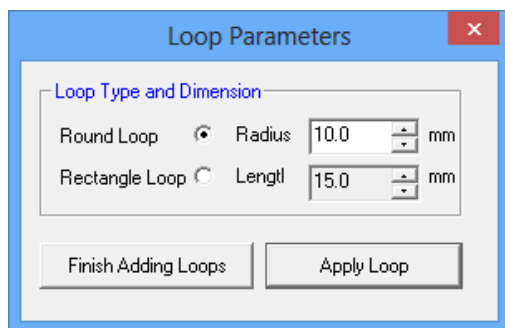 Loop Parameters
Loop Type and Dimension
Round Loop Radius 10.0 mm
Rectangle Loop Lengtl 15.0 mm
Finish Adding Loops Apply Loop